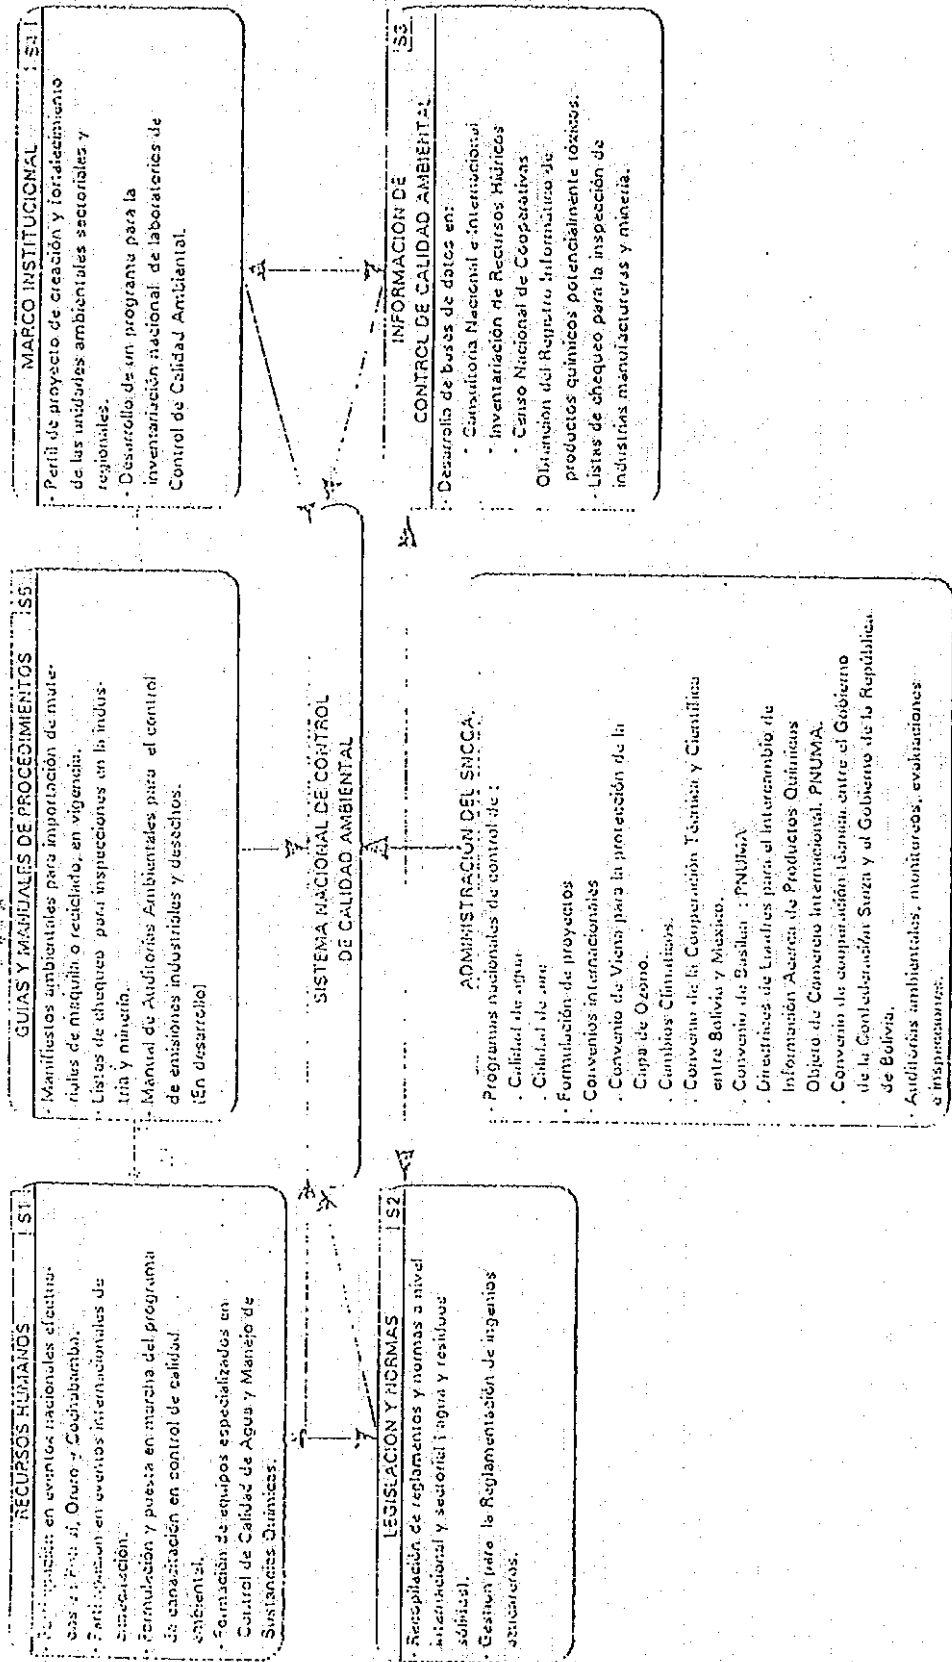 RECURSOS HUMANOS S1
en eventos nacionales
Oruro y Cochabamba.
- Participacion en eventos internacionales de
- Formulación y puesta en marcha del programa
de capacitación en control de calidad
ambiental.
- Formación de equipos especializados en
Control de Calidad de Agua y Manejo de
Sustancias Químicas.
GUIAS Y MANUALES DE PROCEDIMIENTOS S5
- Manifiestos ambientales para importación de mate-
riales de maquila o reciclado, en vigencia.
- Listas de chequeo para inspecciones en la indus-
tria y minería.
- Manual de Auditorías Ambientales para el control
de emisiones industriales y desechos.
(En desarrollo)
MARCO INSTITUCIONAL S4
- Perfil de proyecto de creación y fortalecimiento
de las unidades ambientales sectoriales y
regionales.
- Desarrollo de un programa para la
inventariación nacional de laboratorios de
Control de Calidad Ambiental.
SISTEMA NACIONAL DE CONTROL
DE CALIDAD AMBIENTAL
LEGISLACION Y NORMAS S2
- Recopilación de reglamentos y normas a nivel
internacional y sectorial (agua y residuos
sólidos).
- Gestión para la Reglamentación de ingenios
azucareros.
ADMINISTRACION DEL SNCCA.
- Programas nacionales de control de :
. Calidad de agua
. Calidad de aire
- Formulación de proyectos
- Convenios internacionales
. Convenio de Viena para la protección de la
Capa de Ozono.
. Cambios Climáticos.
. Convenio de la Cooperación Técnica y Científica
entre Bolivia y Mexico.
. Convenio de Basilea : PNUMA
. Directrices de Londres para el Intercambio de
Información Acerca de Productos Químicos
Objeto de Comercio Internacional. PNUMA.
. Convenio de cooperación técnica entre el Gobierno
de la Confederación Suiza y el Gobierno de la República
de Bolivia.
- Auditorías ambientales, monitoreos, evaluaciones
e inspecciones.
INFORMACION DE S3
CONTROL DE CALIDAD AMBIENTAL
- Desarrollo de bases de datos en:
- Consultoría Nacional e Internacional
- Inventariación de Recursos Hídricos
- Censo Nacional de Cooperativas
Obtención del Registro Informático de
productos químicos potencialmente tóxicos.
- Listas de chequeo para la inspección de
industrias manufactureras y minería.